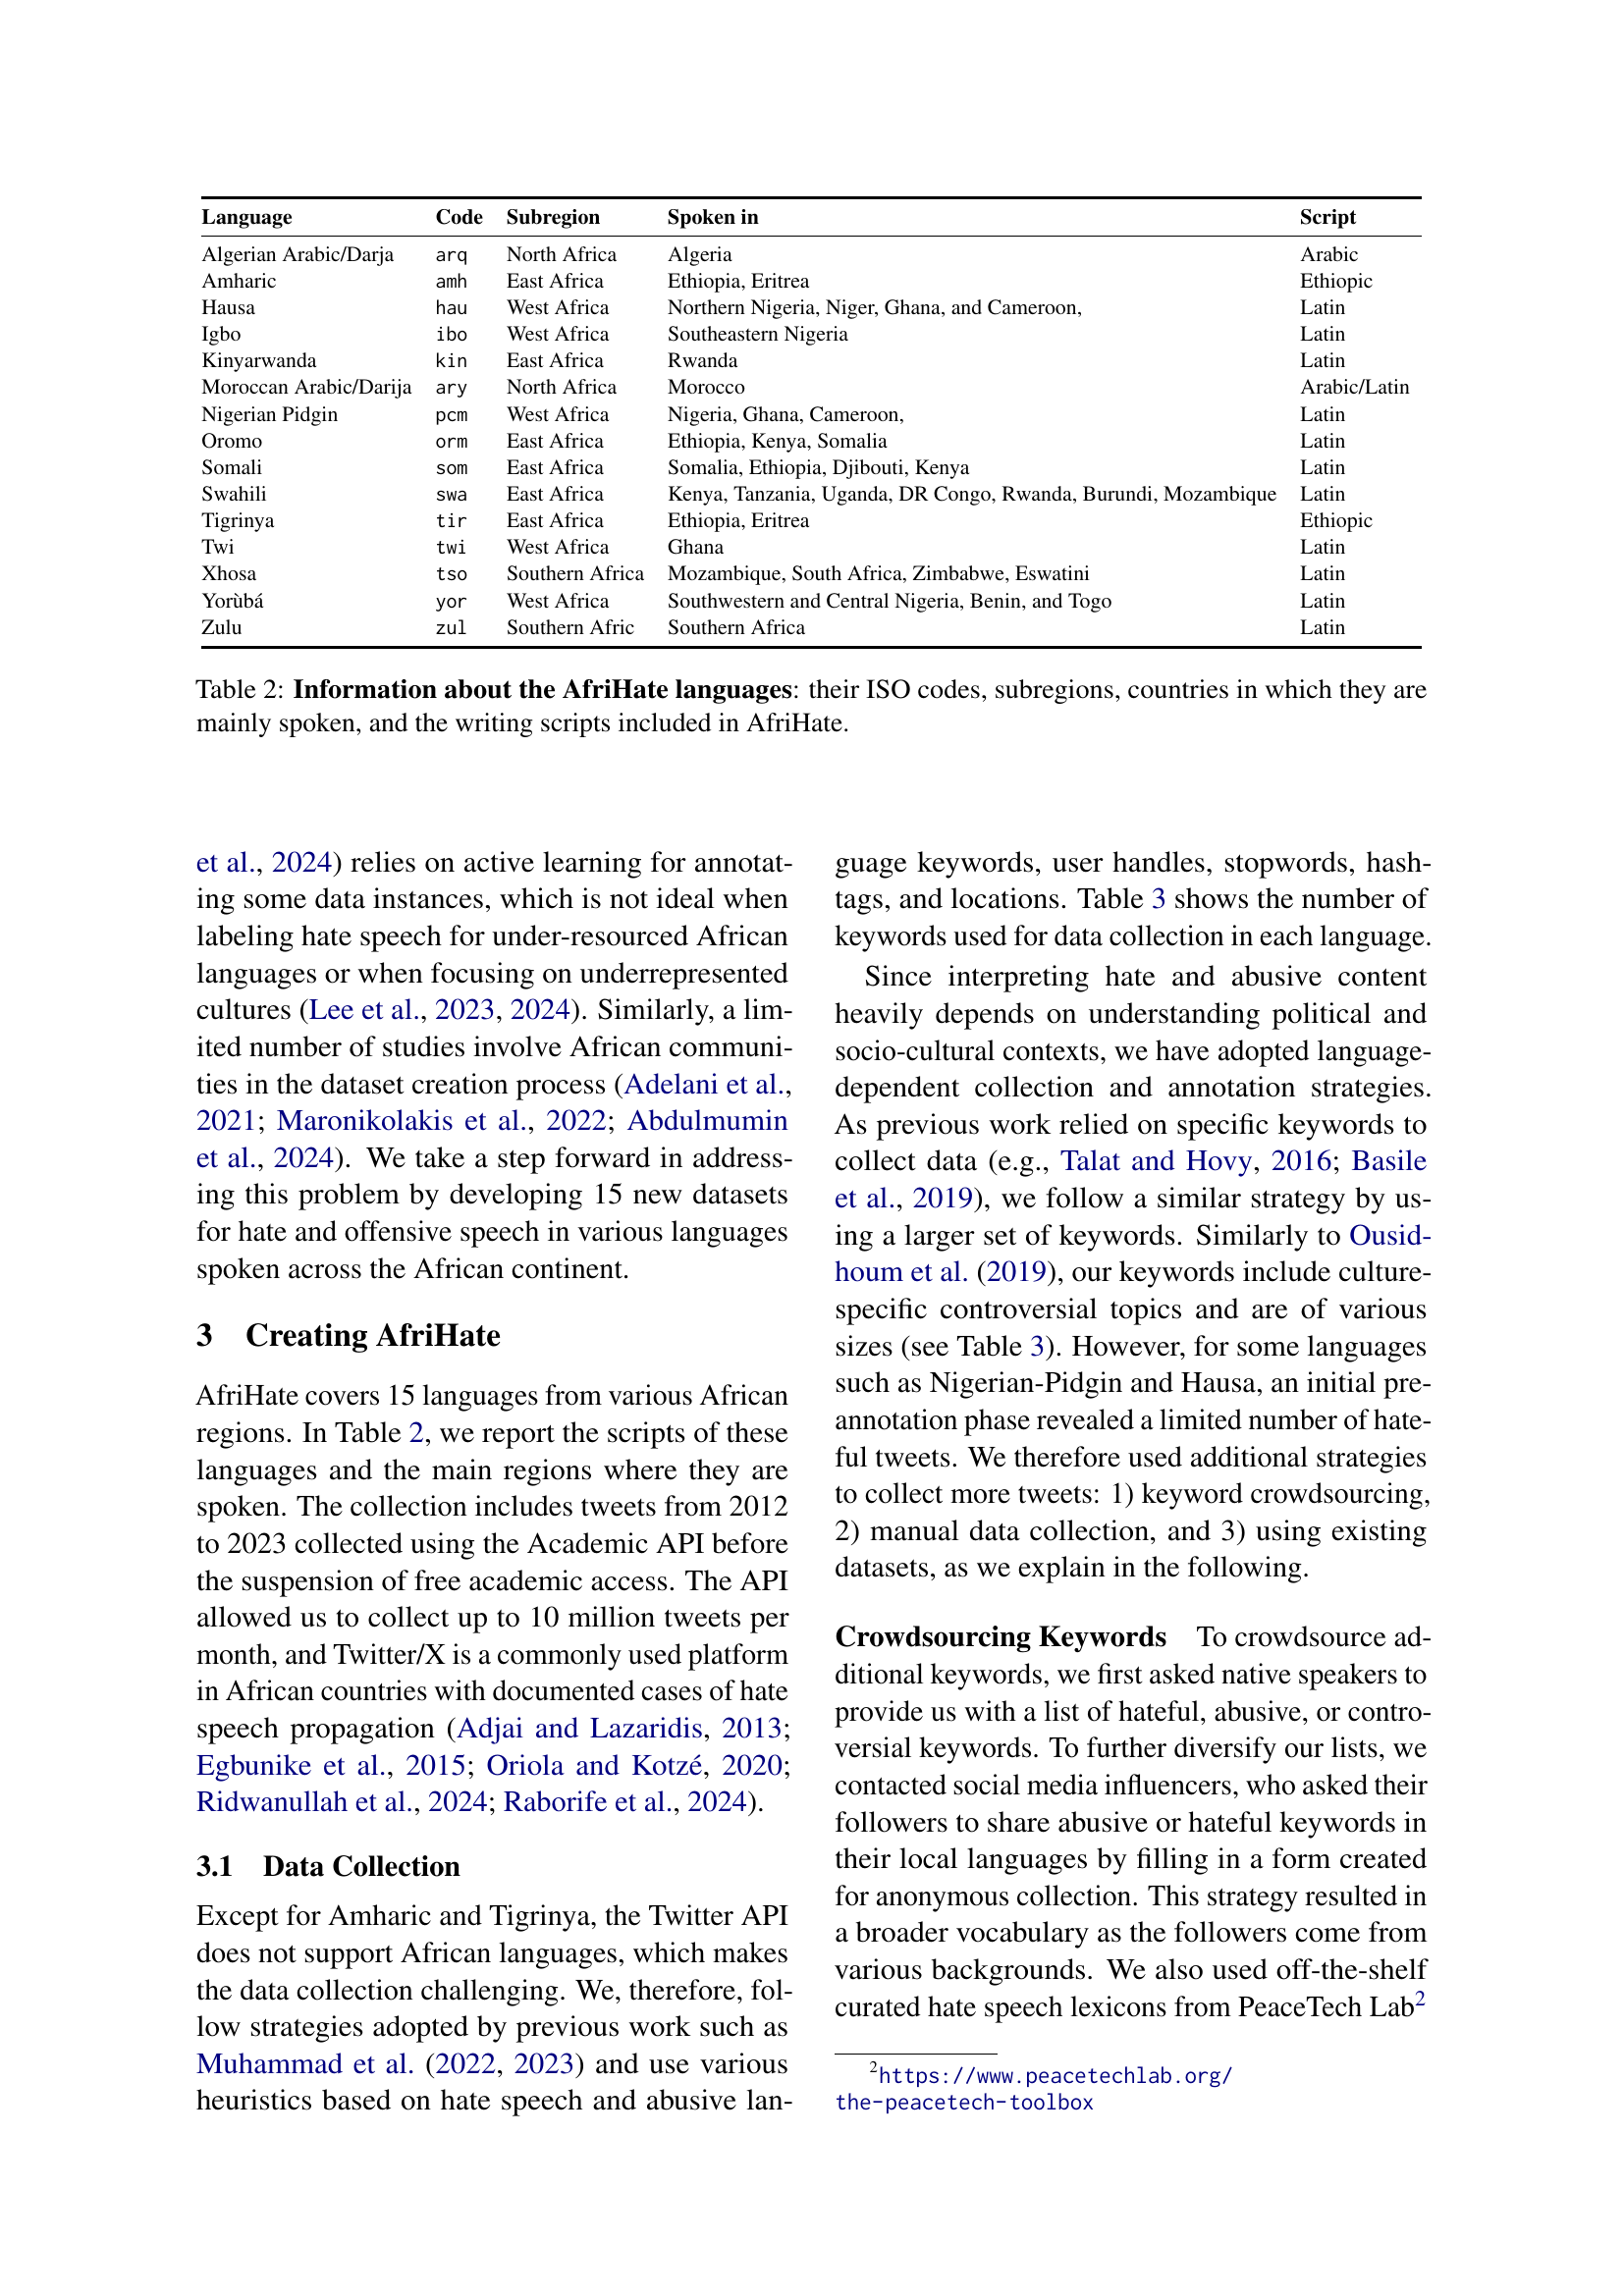 Language Code Subregion Spoken in Script
Algerian Arabic/Darja arq North Africa Algeria Arabic
Amharic amh East Africa Ethiopia, Eritrea Ethiopic
Hausa hau West Africa Northern Nigeria, Niger, Ghana, and Cameroon, Latin
Igbo ibo West Africa Southeastern Nigeria Latin
Kinyarwanda kin East Africa Rwanda Latin
Moroccan Arabic/Darija ary North Africa Morocco Arabic/Latin
Nigerian Pidgin pcm West Africa Nigeria, Ghana, Cameroon, Latin
Oromo orm East Africa Ethiopia, Kenya, Somalia Latin
Somali som East Africa Somalia, Ethiopia, Djibouti, Kenya Latin
Swahili swa East Africa Kenya, Tanzania, Uganda, DR Congo, Rwanda, Burundi, Mozambique Latin
Tigrinya tir East Africa Ethiopia, Eritrea Ethiopic
Twi twi West Africa Ghana Latin
Xhosa tso Southern Africa Mozambique, South Africa, Zimbabwe, Eswatini Latin
Yorùbá yor West Africa Southwestern and Central Nigeria, Benin, and Togo Latin
Zulu zul Southern Afric Southern Africa Latin
Table 2: Information about the AfriHate languages: their ISO codes, subregions, countries in which they are
mainly spoken, and the writing scripts included in AfriHate.
et al., 2024) relies on active learning for annotat-
ing some data instances, which is not ideal when
labeling hate speech for under-resourced African
languages or when focusing on underrepresented
cultures (Lee et al., 2023, 2024). Similarly, a lim-
ited number of studies involve African communi-
ties in the dataset creation process (Adelani et al.,
2021; Maronikolakis et al., 2022; Abdulmumin
et al., 2024). We take a step forward in address-
ing this problem by developing 15 new datasets
for hate and offensive speech in various languages
spoken across the African continent.
3 Creating AfriHate
AfriHate covers 15 languages from various African
regions. In Table 2, we report the scripts of these
languages and the main regions where they are
spoken. The collection includes tweets from 2012
to 2023 collected using the Academic API before
the suspension of free academic access. The API
allowed us to collect up to 10 million tweets per
month, and Twitter/X is a commonly used platform
in African countries with documented cases of hate
speech propagation (Adjai and Lazaridis, 2013;
Egbunike et al., 2015; Oriola and Kotzé, 2020;
Ridwanullah et al., 2024; Raborife et al., 2024).
3.1 Data Collection
Except for Amharic and Tigrinya, the Twitter API
does not support African languages, which makes
the data collection challenging. We, therefore, fol-
low strategies adopted by previous work such as
Muhammad et al. (2022, 2023) and use various
heuristics based on hate speech and abusive lan-
guage keywords, user handles, stopwords, hash-
tags, and locations. Table 3 shows the number of
keywords used for data collection in each language.
Since interpreting hate and abusive content
heavily depends on understanding political and
socio-cultural contexts, we have adopted language-
dependent collection and annotation strategies.
As previous work relied on specific keywords to
collect data (e.g., Talat and Hovy, 2016; Basile
et al., 2019), we follow a similar strategy by us-
ing a larger set of keywords. Similarly to Ousid-
houm et al. (2019), our keywords include culture-
specific controversial topics and are of various
sizes (see Table 3). However, for some languages
such as Nigerian-Pidgin and Hausa, an initial pre-
annotation phase revealed a limited number of hate-
ful tweets. We therefore used additional strategies
to collect more tweets: 1) keyword crowdsourcing,
2) manual data collection, and 3) using existing
datasets, as we explain in the following.
Crowdsourcing Keywords To crowdsource ad-
ditional keywords, we first asked native speakers to
provide us with a list of hateful, abusive, or contro-
versial keywords. To further diversify our lists, we
contacted social media influencers, who asked their
followers to share abusive or hateful keywords in
their local languages by filling in a form created
for anonymous collection. This strategy resulted in
a broader vocabulary as the followers come from
various backgrounds. We also used off-the-shelf
curated hate speech lexicons from PeaceTech Lab2
2https://www.peacetechlab.org/
the-peacetech-toolbox